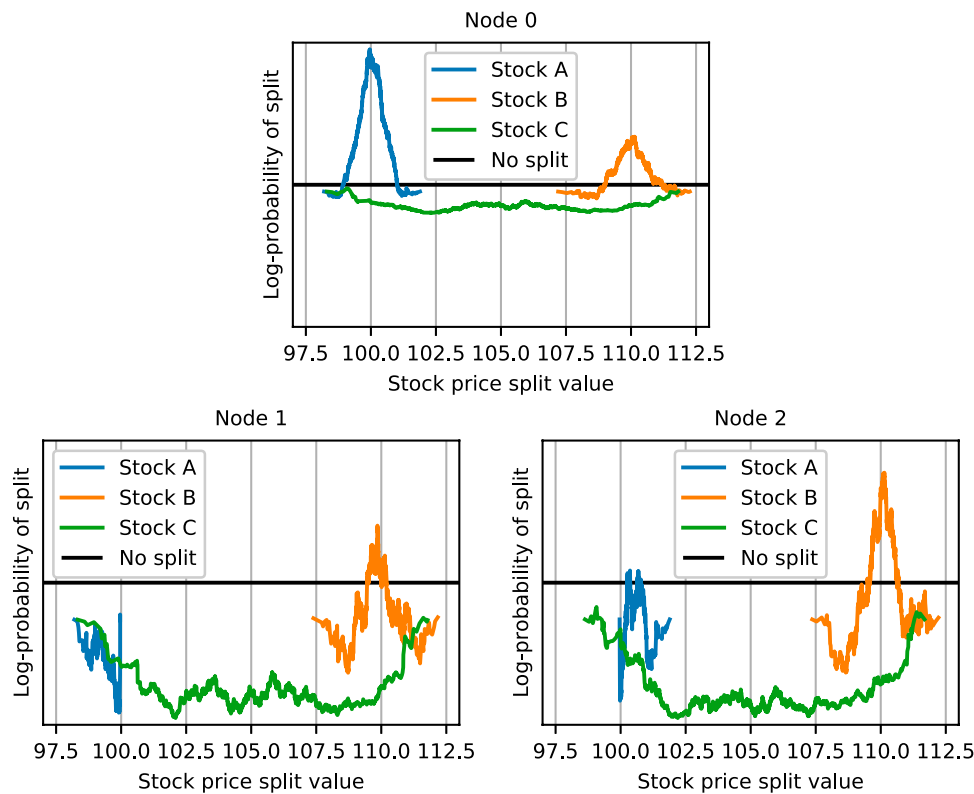 Node 0
Log-probability of split
Stock A
Stock B
Stock C
No split
97.5 100.0 102.5 105.0 107.5 110.0 112.5
Stock price split value
Node 1
Log-probability of split
Stock A
Stock B
Stock C
No split
97.5 100.0 102.5 105.0 107.5 110.0 112.5
Stock price split value
Node 2
Log-probability of split
Stock A
Stock B
Stock C
No split
97.5 100.0 102.5 105.0 107.5 110.0 112.5
Stock price split value